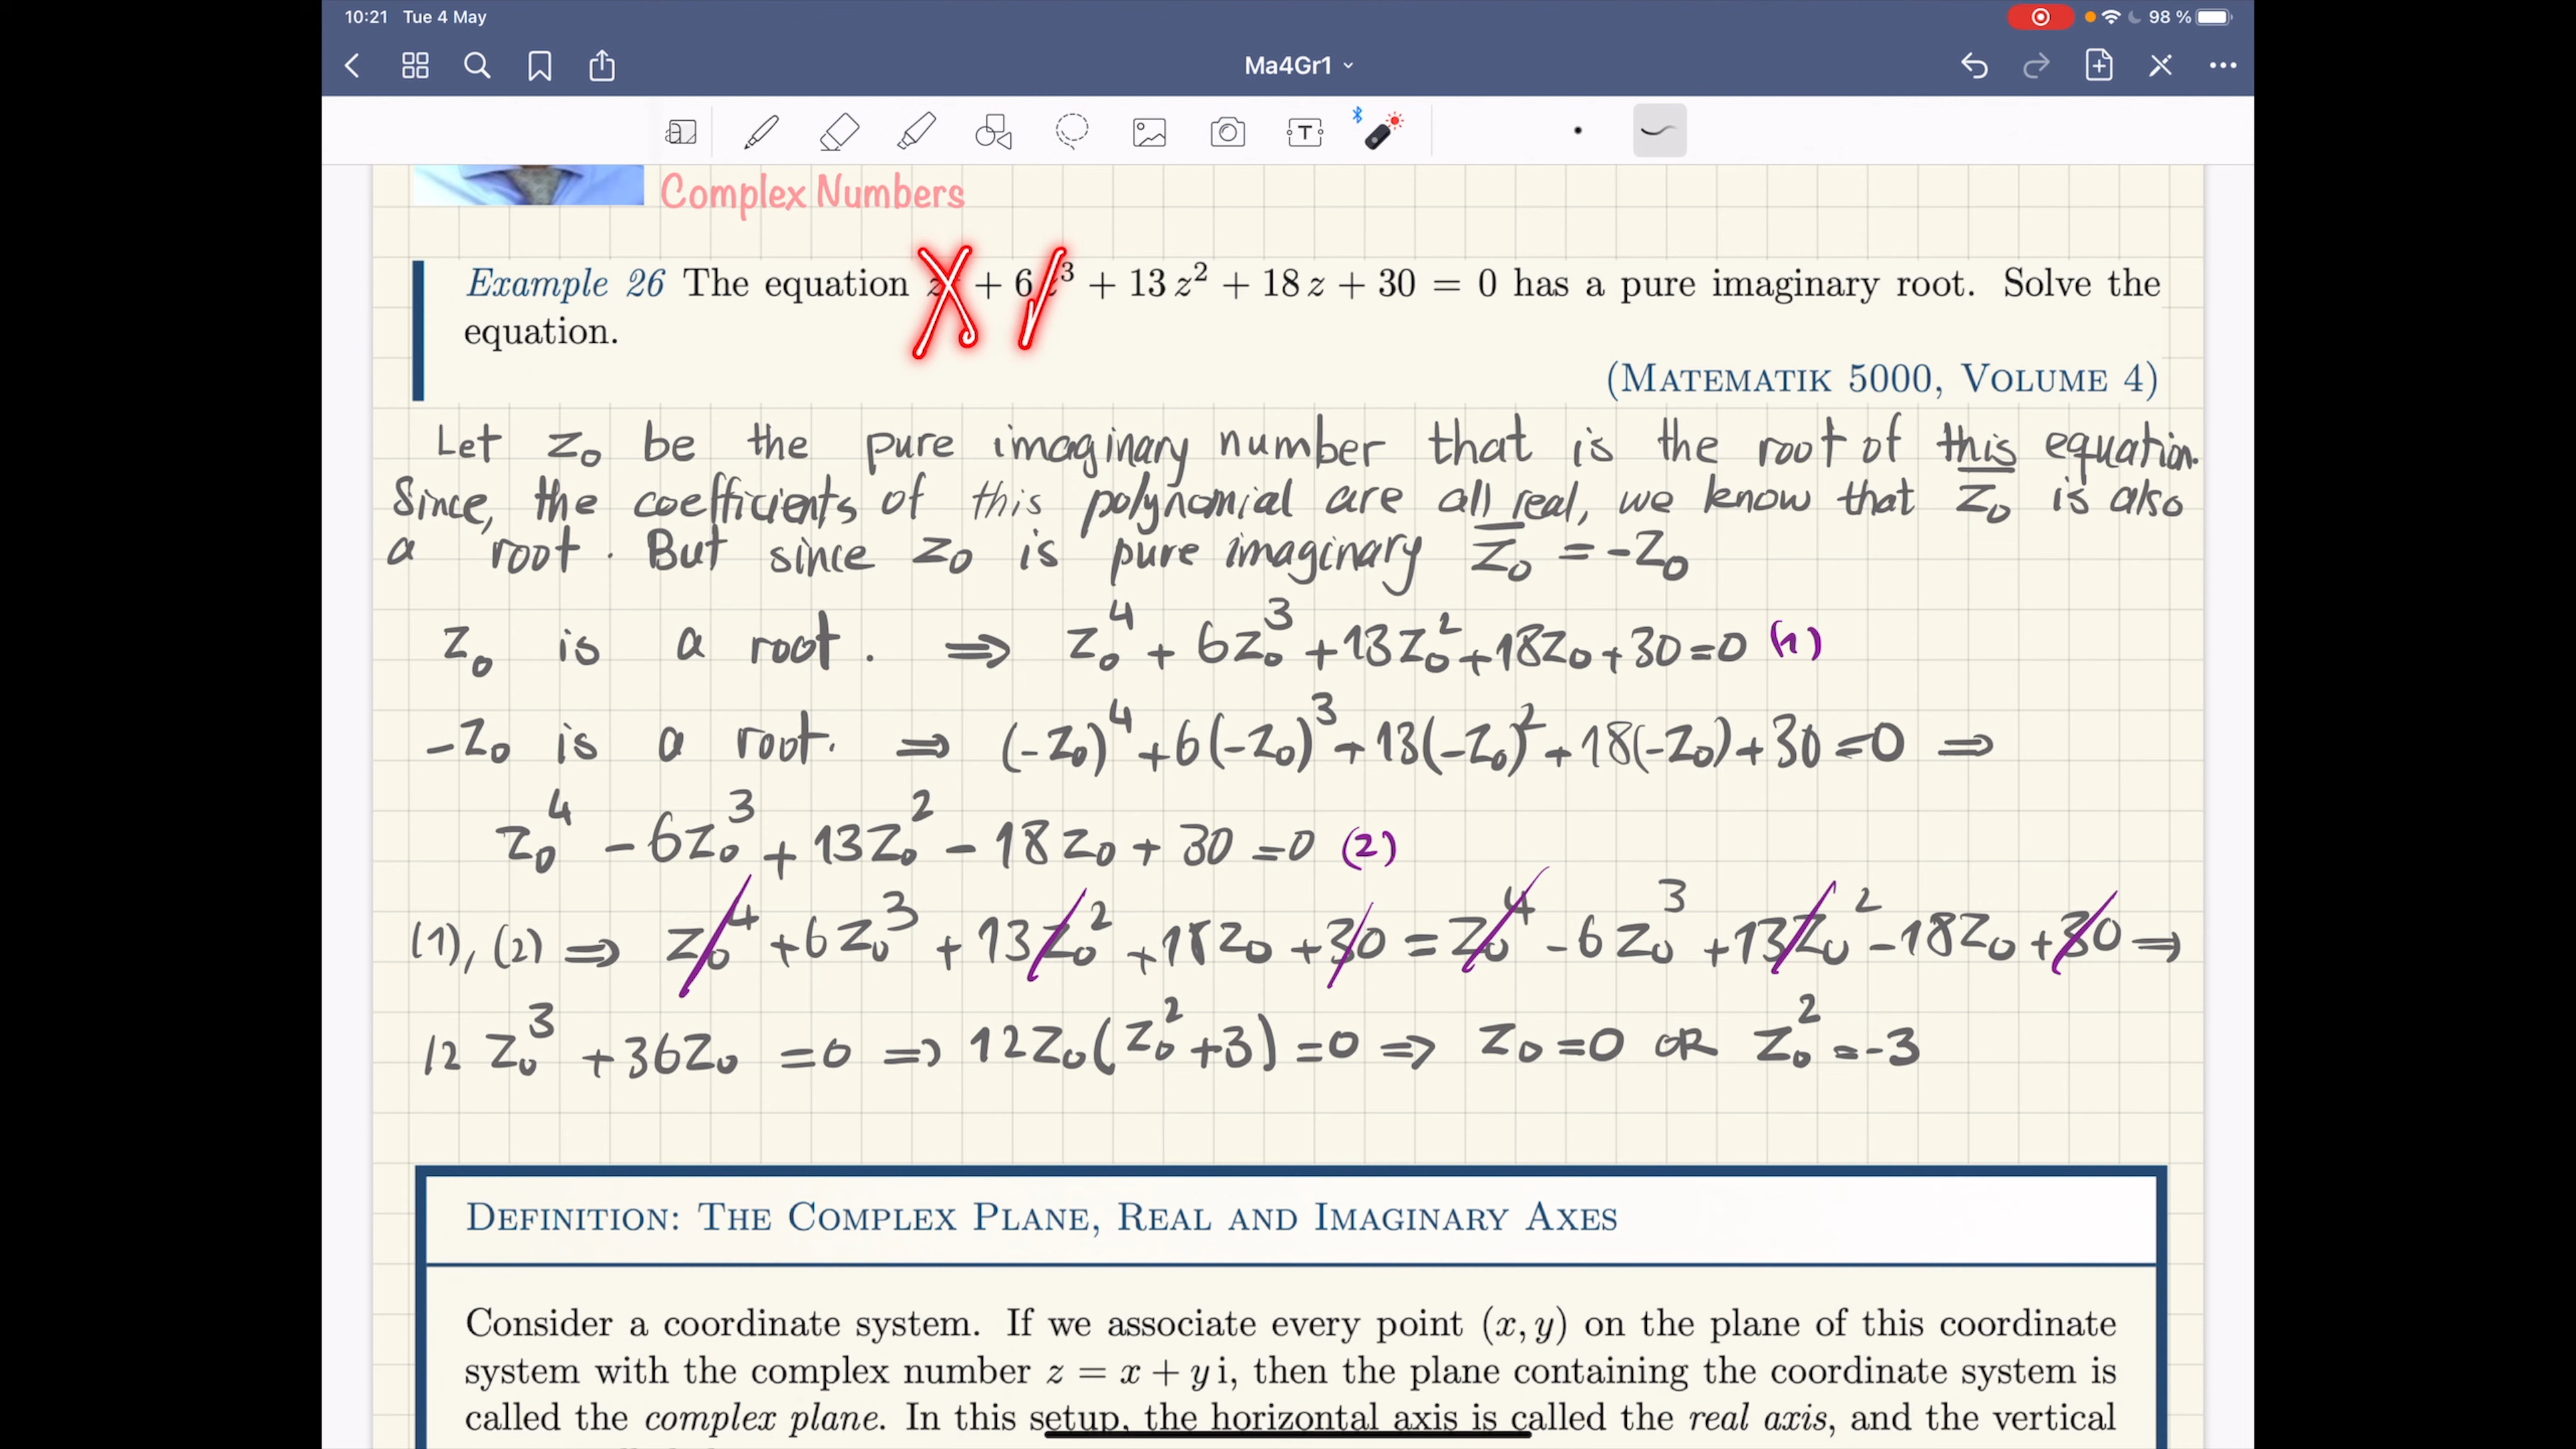 10:21 Tue 4 May 98 %
Ma4Gr1
Complex Numbers
Example 26 The equation + 6 ³ + 13 z² + 18 z + 30 = 0 has a pure imaginary root. Solve the
equation.
(MATEMATIK 5000, VOLUME 4)
Let z₀ be the pure imaginary number that is the root of this equation.
Since, the coefficients of this polynomial are all real, we know that z̅₀ is also
a root. But since z₀ is pure imaginary z̅₀ = -z₀
z₀ is a root. ⇒ z₀⁴ + 6z₀³ + 13z₀² + 18z₀ + 30 = 0 (1)
-z₀ is a root. ⇒ (-z₀)⁴ + 6(-z₀)³ + 13(-z₀)² + 18(-z₀) + 30 = 0 ⇒
z₀⁴ - 6z₀³ + 13z₀² - 18z₀ + 30 = 0 (2)
(1), (2) ⇒ z₀⁴ + 6z₀³ + 13z₀² + 18z₀ + 30 = z₀⁴ - 6z₀³ + 13z₀² - 18z₀ + 30 ⇒
12 z₀³ + 36z₀ = 0 ⇒ 12z₀(z₀² + 3) = 0 ⇒ z₀ = 0 OR z₀² = -3
DEFINITION: THE COMPLEX PLANE, REAL AND IMAGINARY AXES
Consider a coordinate system. If we associate every point (x, y) on the plane of this coordinate
system with the complex number z = x + y i, then the plane containing the coordinate system is
called the complex plane. In this setup, the horizontal axis is called the real axis, and the vertical